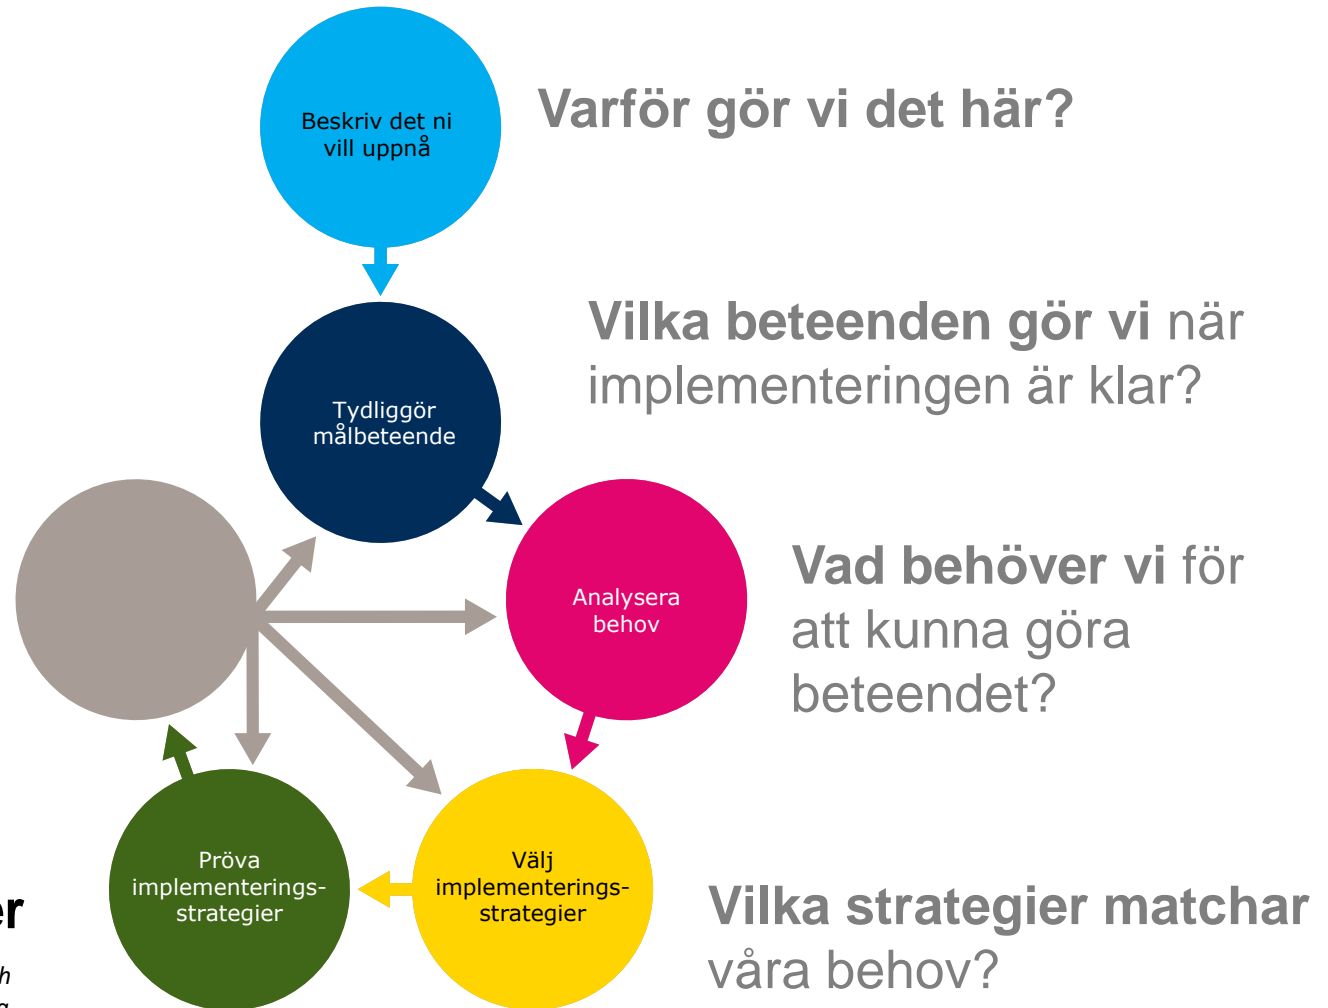 Beskriv det ni
vill uppnå
Varför gör vi det här?
Vilka beteenden gör vi när
implementeringen är klar?
Tydliggör
målbeteende
Analysera
behov
Vad behöver vi för
att kunna göra
beteendet?
Pröva
implementerings-
strategier
Välj
implementerings-
strategier
Vilka strategier matchar
våra behov?